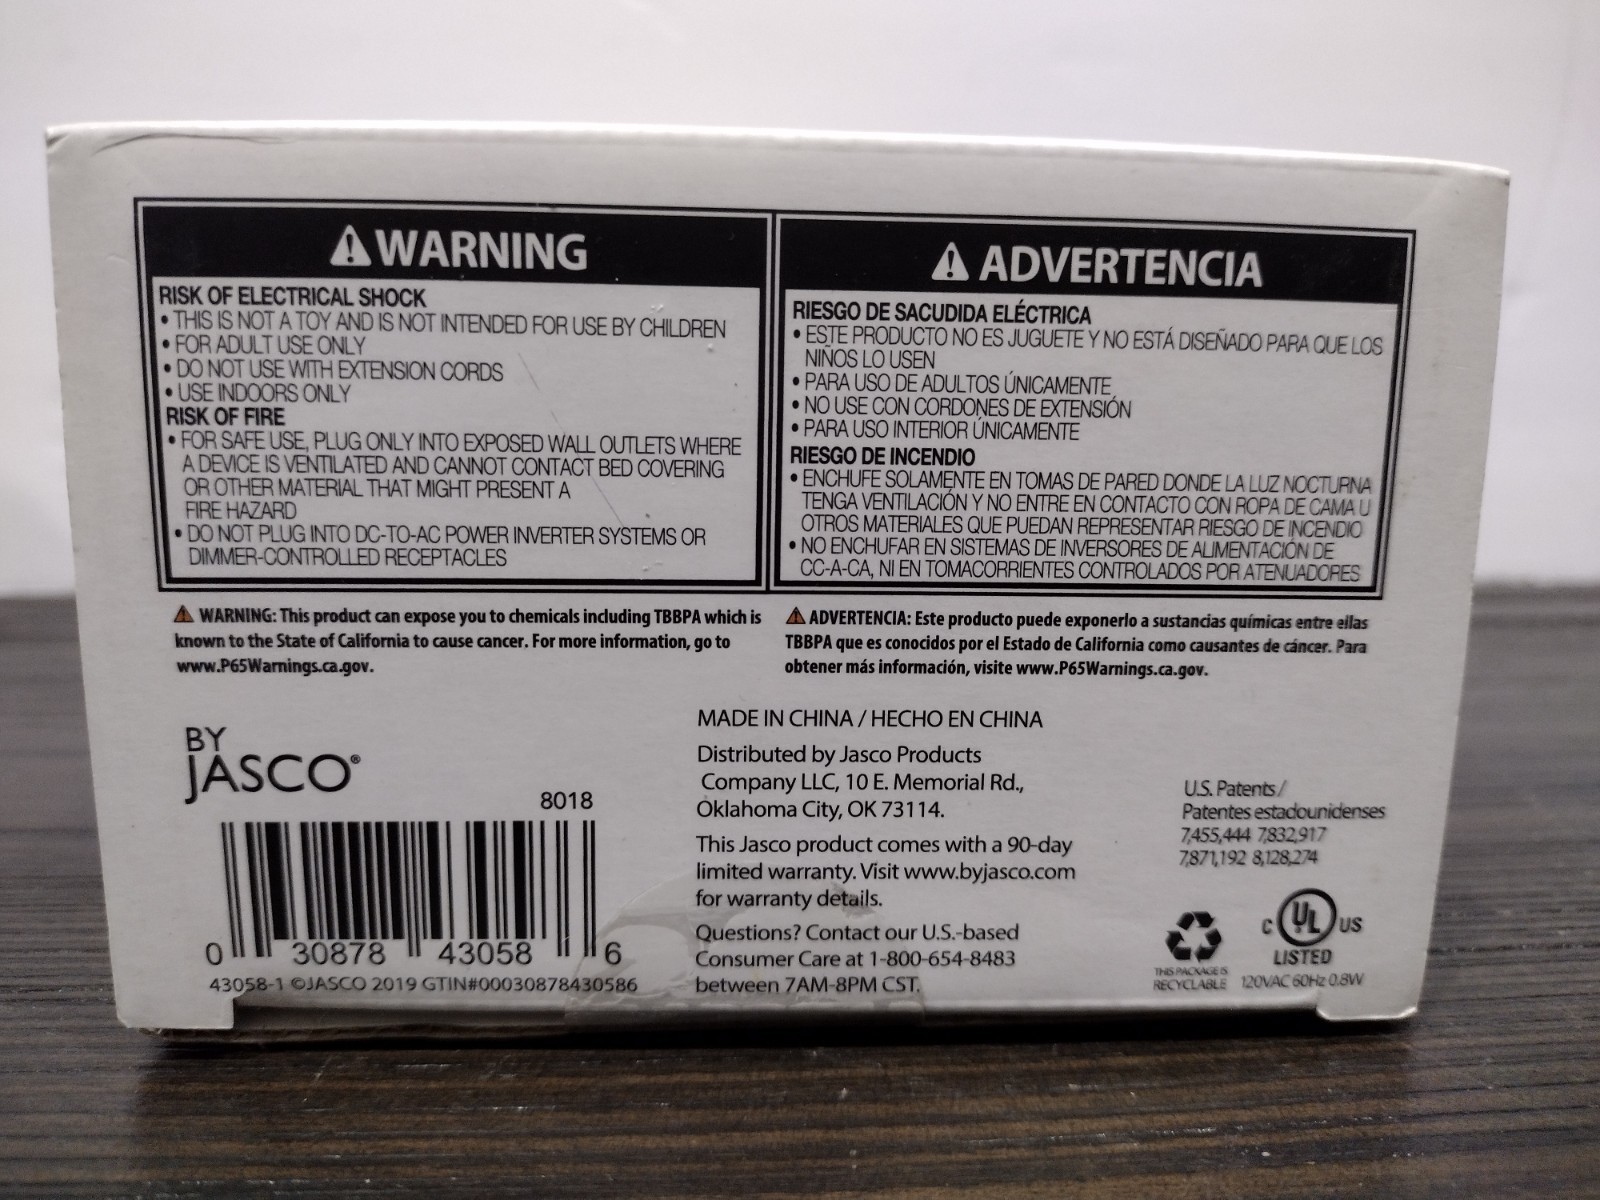 WARNING
RISK OF ELECTRICAL SHOCK
• THIS IS NOT A TOY AND IS NOT INTENDED FOR USE BY CHILDREN
• FOR ADULT USE ONLY
• DO NOT USE WITH EXTENSION CORDS
• USE INDOORS ONLY
RISK OF FIRE
• FOR SAFE USE, PLUG ONLY INTO EXPOSED WALL OUTLETS WHERE
A DEVICE IS VENTILATED AND CANNOT CONTACT BED COVERING
OR OTHER MATERIAL THAT MIGHT PRESENT A
FIRE HAZARD
• DO NOT PLUG INTO DC-TO-AC POWER INVERTER SYSTEMS OR
DIMMER-CONTROLLED RECEPTACLES
ADVERTENCIA
RIESGO DE SACUDIDA ELÉCTRICA
• ESTE PRODUCTO NO ES JUGUETE Y NO ESTÁ DISEÑADO PARA QUE LOS
NIÑOS LO USEN
• PARA USO DE ADULTOS ÚNICAMENTE
• NO USE CON CORDONES DE EXTENSIÓN
• PARA USO INTERIOR ÚNICAMENTE
RIESGO DE INCENDIO
• ENCHUFE SOLAMENTE EN TOMAS DE PARED DONDE LA LUZ NOCTURNA
TENGA VENTILACIÓN Y NO ENTRE EN CONTACTO CON ROPA DE CAMA U
OTROS MATERIALES QUE PUEDAN REPRESENTAR RIESGO DE INCENDIO
• NO ENCHUFAR EN SISTEMAS DE INVERSORES DE ALIMENTACIÓN DE
CC-A-CA, NI EN TOMACORRIENTES CONTROLADOS POR ATENUADORES
WARNING: This product can expose you to chemicals including TBBPA which is
known to the State of California to cause cancer. For more information, go to
www.P65Warnings.ca.gov.
ADVERTENCIA: Este producto puede exponerlo a sustancias químicas entre ellas
TBBPA que es conocidos por el Estado de California como causantes de cáncer. Para
obtener más información, visite www.P65Warnings.ca.gov.
BY
JASCO®
8018
0 30878 43058 6
43058-1 ©JASCO 2019 GTIN#00030878430586
MADE IN CHINA / HECHO EN CHINA
Distributed by Jasco Products
Company LLC, 10 E. Memorial Rd.,
Oklahoma City, OK 73114.
This Jasco product comes with a 90-day
limited warranty. Visit www.byjasco.com
for warranty details.
Questions? Contact our U.S.-based
Consumer Care at 1-800-654-8483
between 7AM-8PM CST.
U.S. Patents/
Patentes estadounidenses
7,455,444 7,832,917
7,871,192 8,128,274
THIS PACKAGE IS
RECYCLABLE
C UL US
LISTED
120VAC 60Hz 0.8W